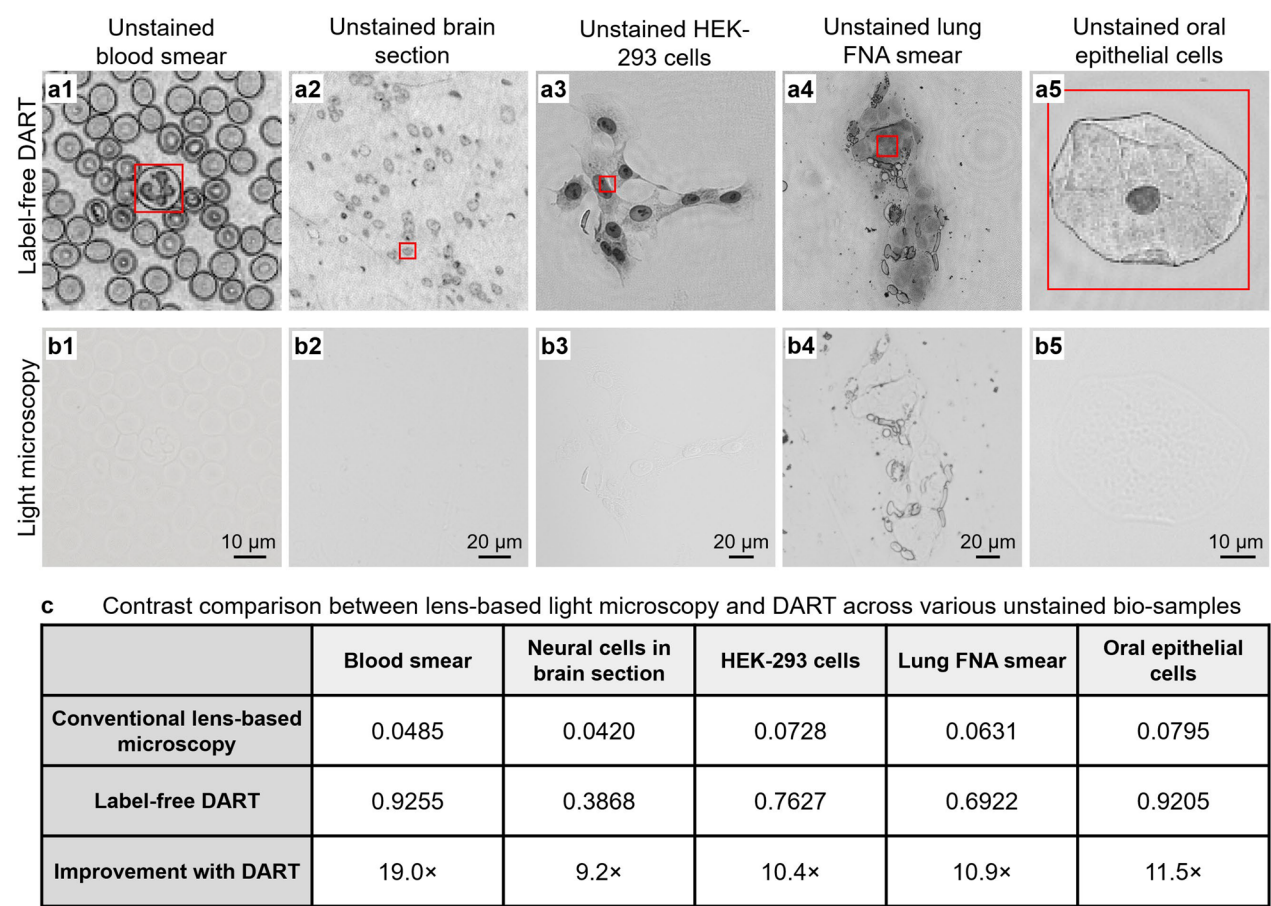 Unstained
blood smear
Unstained brain
section
Unstained HEK-
293 cells
Unstained lung
FNA smear
Unstained oral
epithelial cells
Label-free DART
a1
a2
a3
a4
a5
Light microscopy
b1
b2
b3
b4
b5
10 µm
20 µm
20 µm
20 µm
10 µm
c Contrast comparison between lens-based light microscopy and DART across various unstained bio-samples
Blood smear
Neural cells in
brain section
HEK-293 cells
Lung FNA smear
Oral epithelial
cells
Conventional lens-based
microscopy
0.0485
0.0420
0.0728
0.0631
0.0795
Label-free DART
0.9255
0.3868
0.7627
0.6922
0.9205
Improvement with DART
19.0×
9.2×
10.4×
10.9×
11.5×